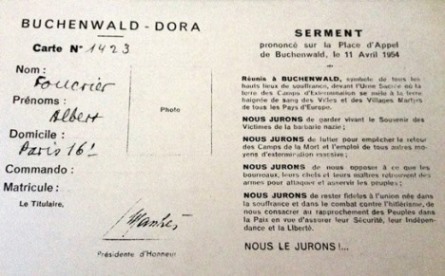 BUCHENWALD - DORA
Carte N° 1423
Nom :
Foucrier
Prénoms :
Albert
Photo
Domicile :
Paris 16e
Commando :
Matricule :
Le Titulaire,
Présidente d'Honneur
SERMENT
prononcé sur la Place d'Appel
de Buchenwald, le 11 Avril 1954
Réunis à BUCHENWALD, symbole de tous les
hauts lieux de souffrance, devant l'Urne Sacrée où la
terre des Camps d'Extermination se mêle à la terre
baignée de sang des Villes et des Villages Martyrs
de tous les Pays d'Europe.
NOUS JURONS de garder vivant le Souvenir des
Victimes de la barbarie nazie ;
NOUS JURONS de lutter pour empêcher le retour
des Camps de la Mort et l'emploi de tous autres mo-
yens d'extermination massive ;
NOUS JURONS de nous opposer à ce que les
bourreaux, leurs chefs et leurs maîtres retrouvent des
armes pour attaquer et asservir les peuples ;
NOUS JURONS de rester fidèles à l'union née dans
la souffrance et dans le combat contre l'hitlérisme, de
nous consacrer au rapprochement des Peuples dans
la Paix en vue d'assurer leur Sécurité, leur Indépen-
dance et la Liberté.
NOUS LE JURONS !...